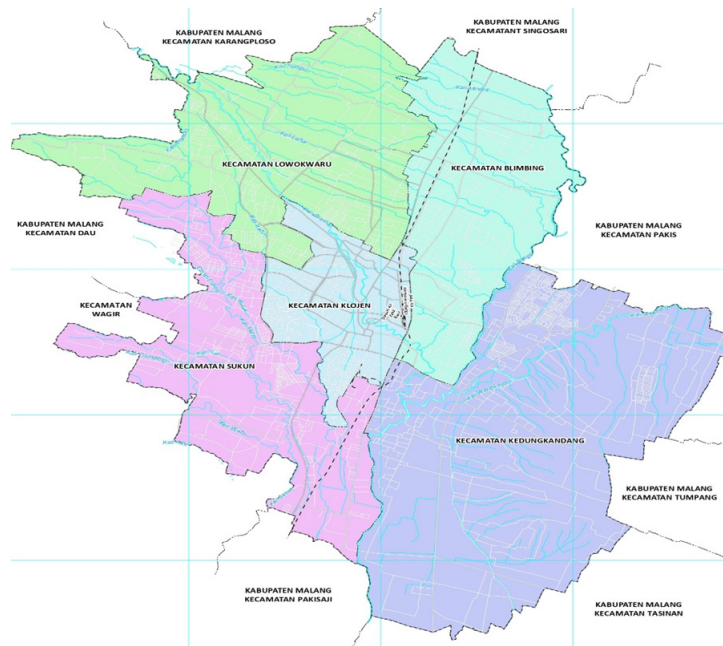 KABUPATEN MALANG
KECAMATAN KARANGPLOSO
KABUPATEN MALANG
KECAMATANT SINGOSARI
KECAMATAN LOWOKWARU
KECAMATAN BLIMBING
KABUPATEN MALANG
KECAMATAN DAU
KABUPATEN MALANG
KECAMATAN PAKIS
KECAMATAN
WAGIR
KECAMATAN KLOJEN
KECAMATAN SUKUN
KECAMATAN KEDUNGKANDANG
KABUPATEN MALANG
KECAMATAN TUMPANG
KABUPATEN MALANG
KECAMATAN PAKISAJI
KABUPATEN MALANG
KECAMATAN TASINAN